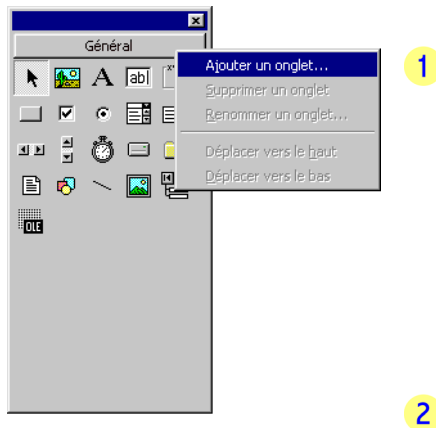 Général
Ajouter un onglet...
1
Supprimer un onglet
Renommer un onglet...
Déplacer vers le haut
Déplacer vers le bas
A
abl
OLE
2